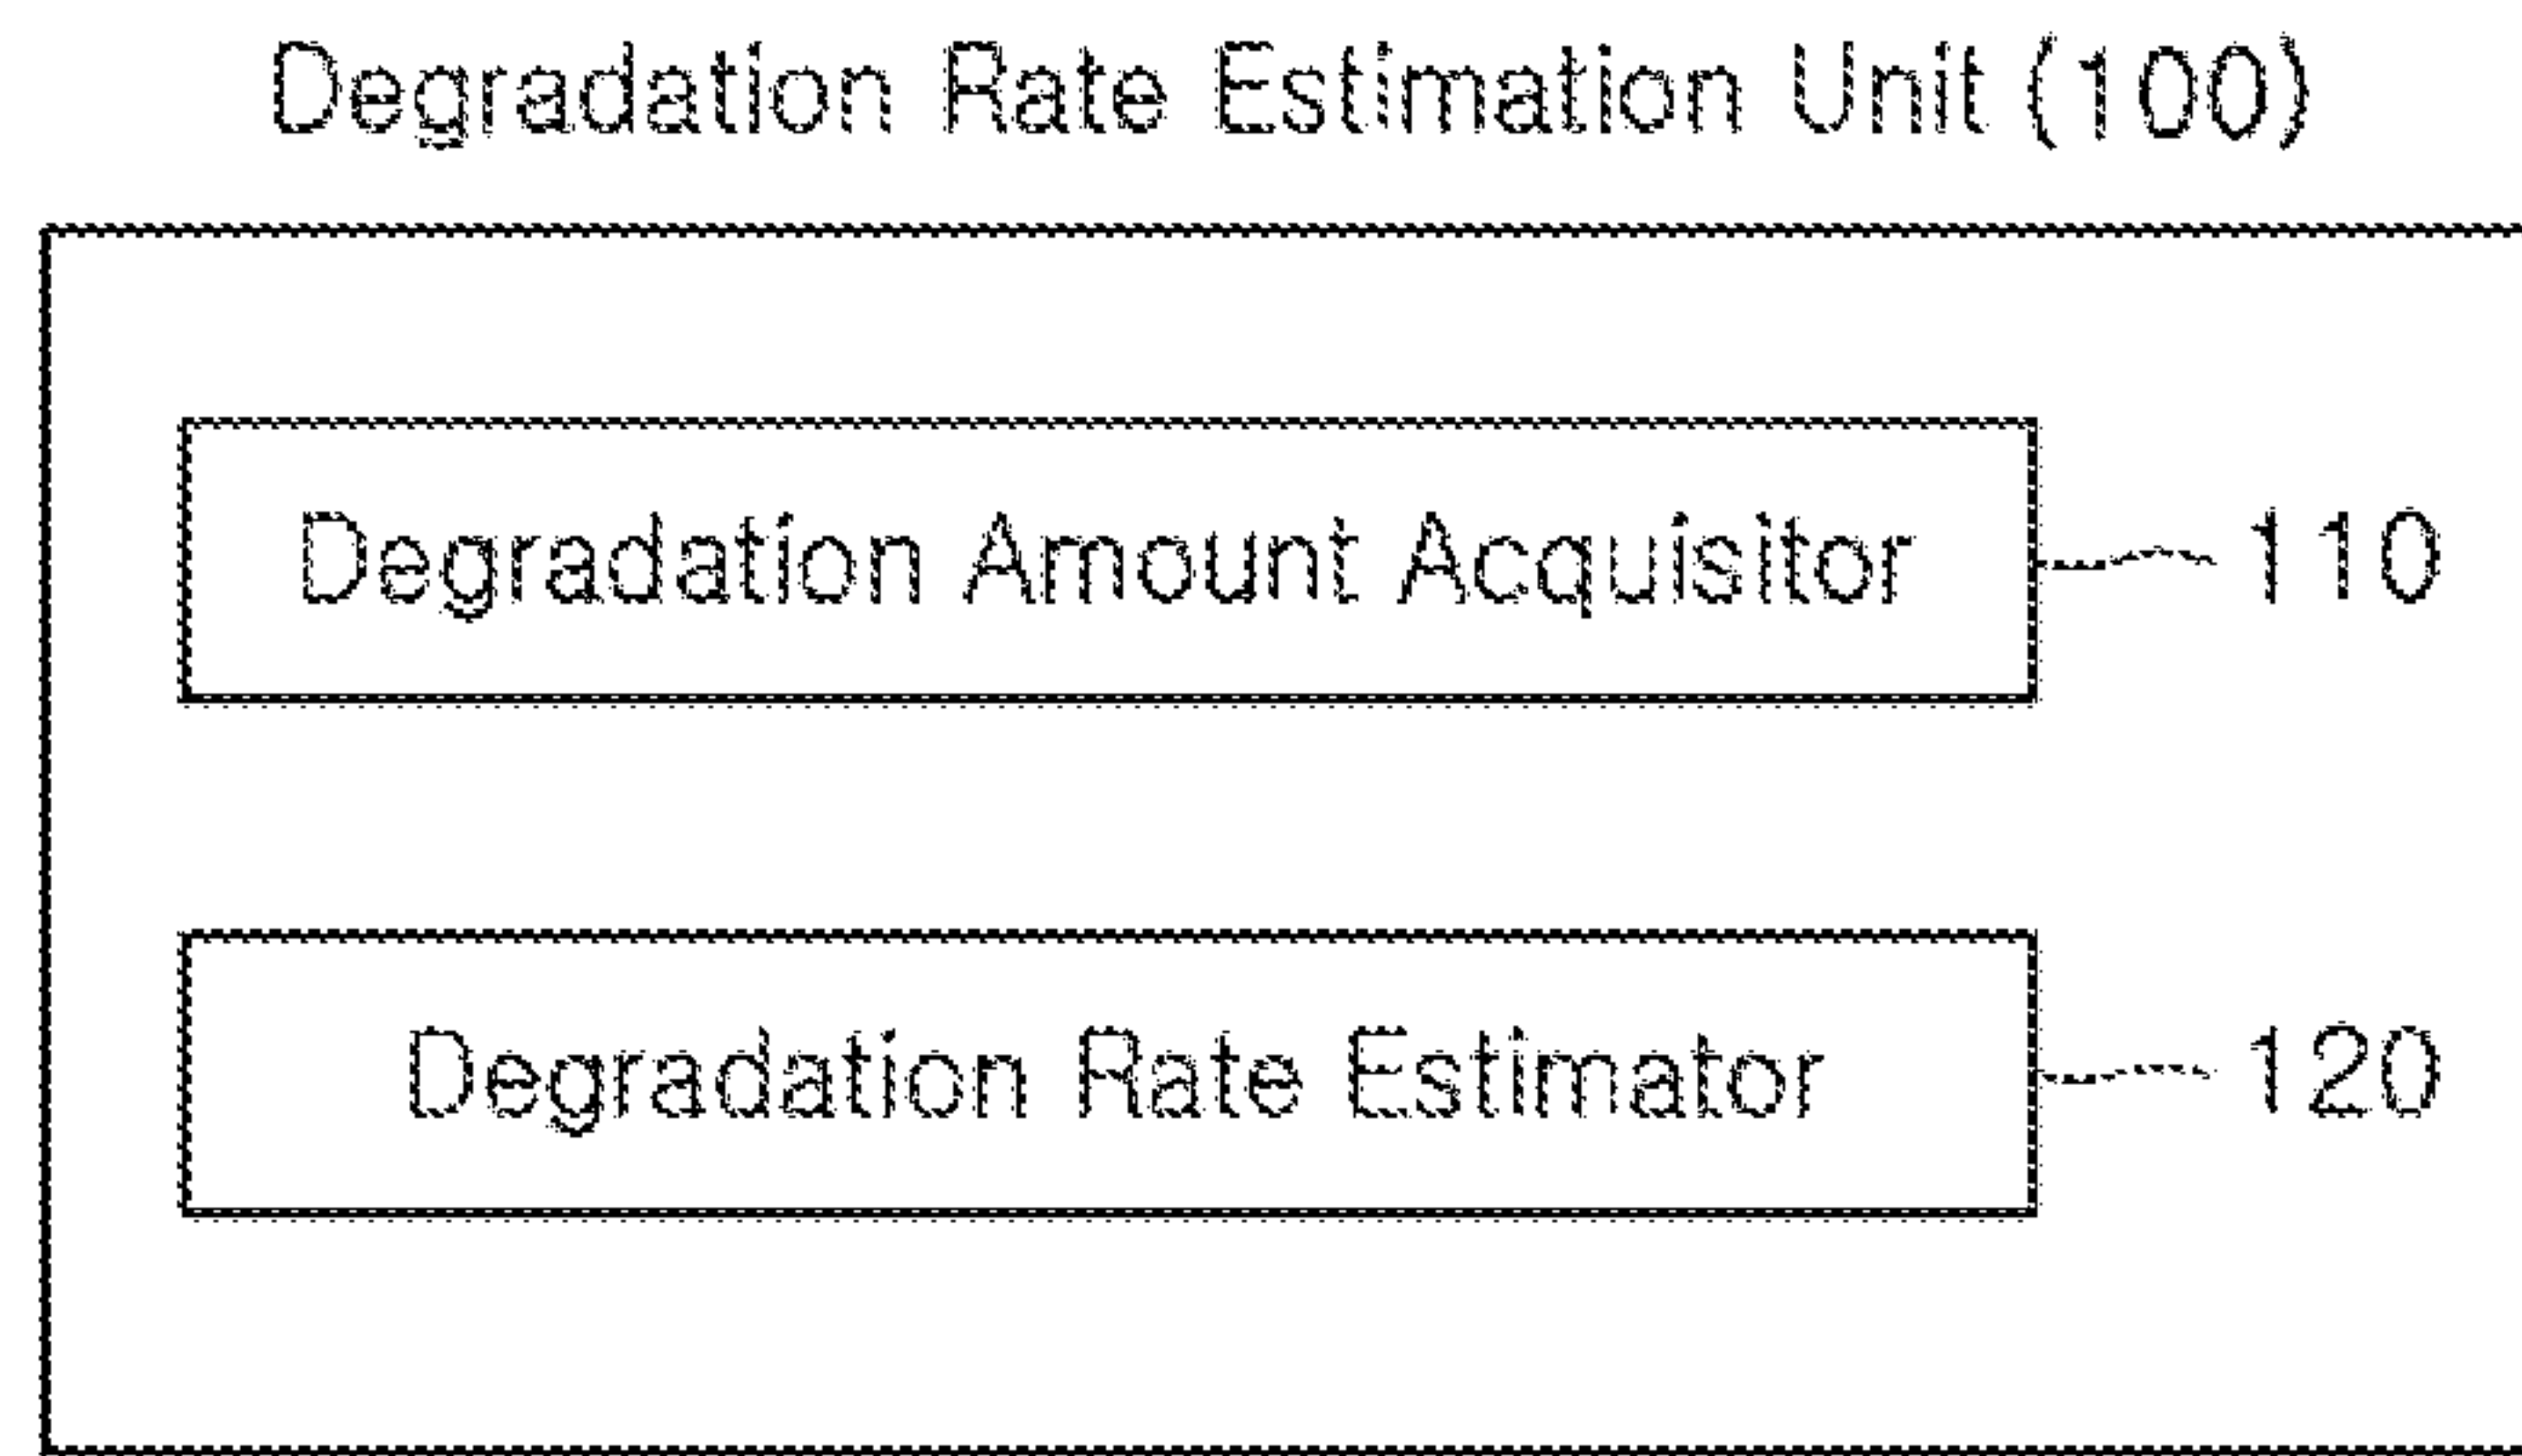 Degradation Rate Estimation Unit (100)
Degradation Amount Acquisitor 110
Degradation Rate Estimator 120